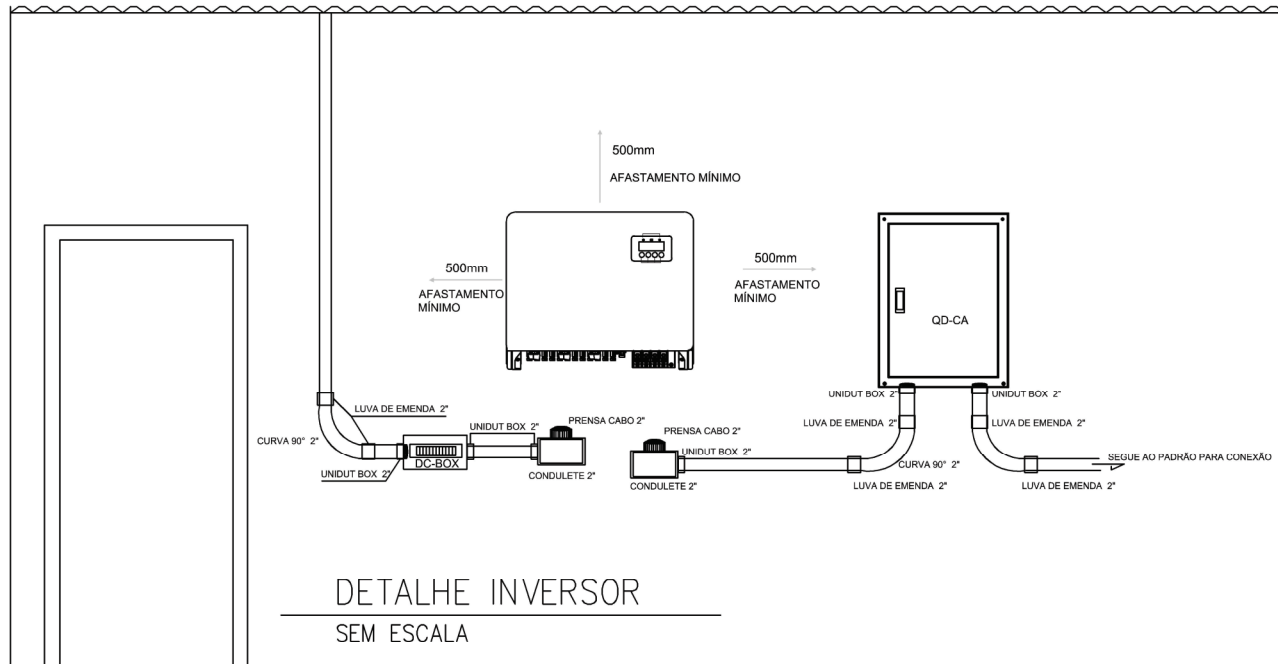 500mm
AFASTAMENTO MÍNIMO
500mm
AFASTAMENTO
MÍNIMO
500mm
AFASTAMENTO
MÍNIMO
QD-CA
UNIDUT BOX 2"
UNIDUT BOX 2"
LUVA DE EMENDA 2"
LUVA DE EMENDA 2"
LUVA DE EMENDA 2"
CURVA 90° 2"
UNIDUT BOX 2"
DC-BOX
UNIDUT BOX 2"
PRENSA CABO 2"
CONDULETE 2"
PRENSA CABO 2"
UNIDUT BOX 2"
CONDULETE 2"
CURVA 90° 2"
LUVA DE EMENDA 2"
SEGUE AO PADRÃO PARA CONEXÃO
LUVA DE EMENDA 2"
DETALHE INVERSOR
SEM ESCALA